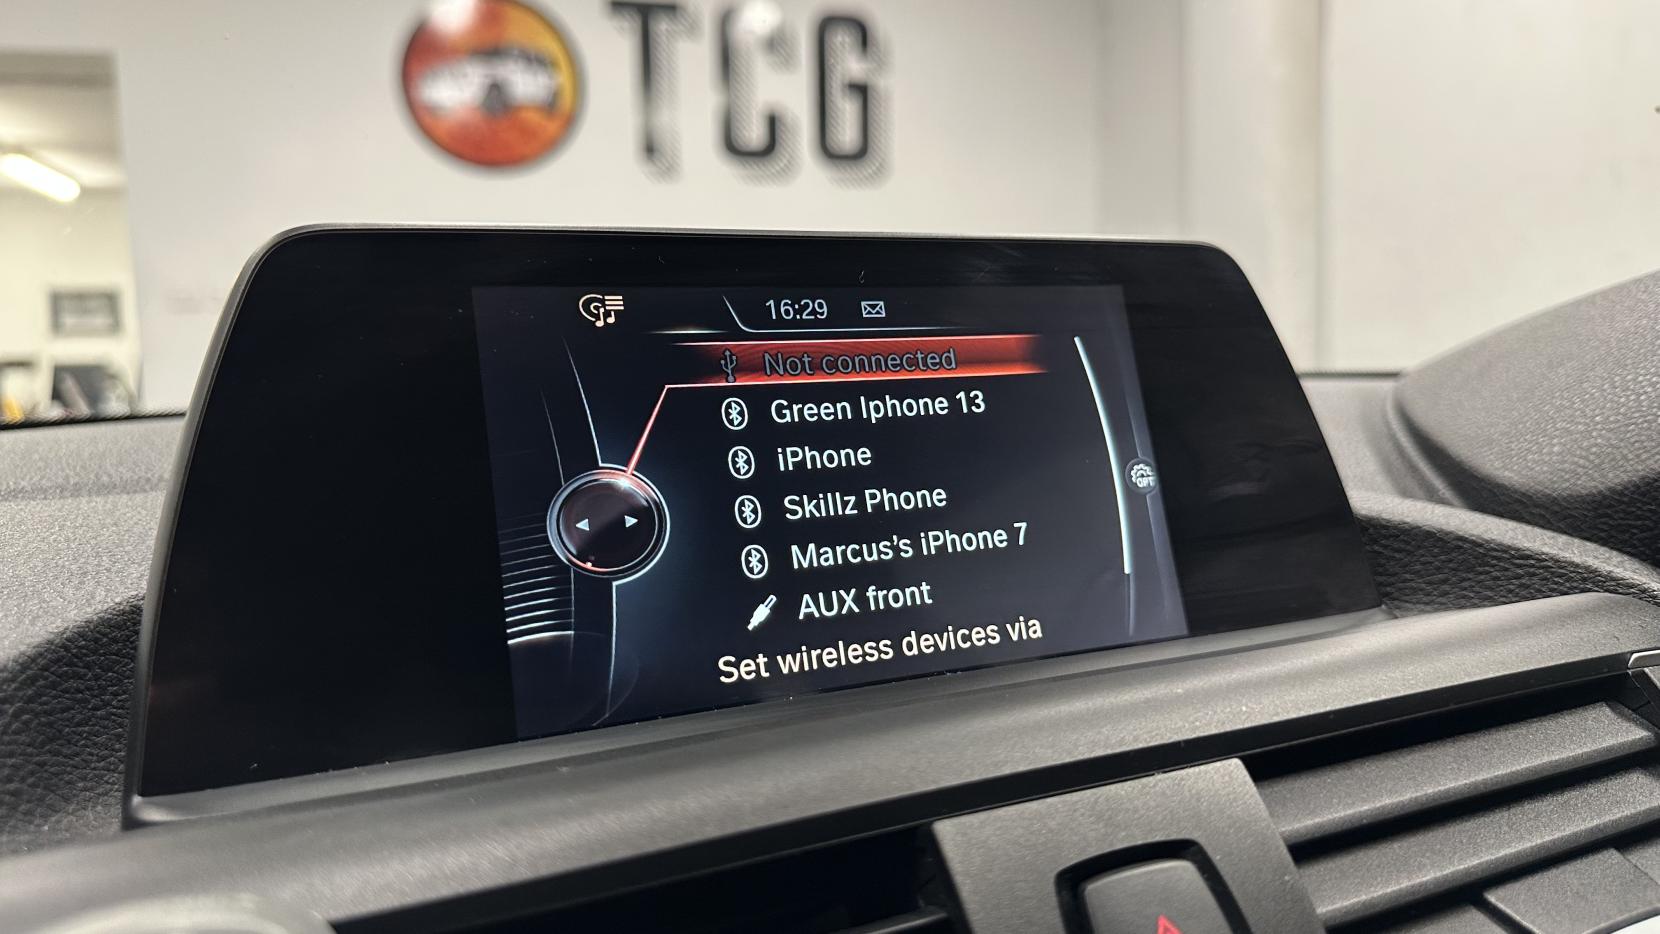 TCG
16:29
Not connected
Green Iphone 13
iPhone
Skillz Phone
Marcus's iPhone 7
AUX front
Set wireless devices via
OPT